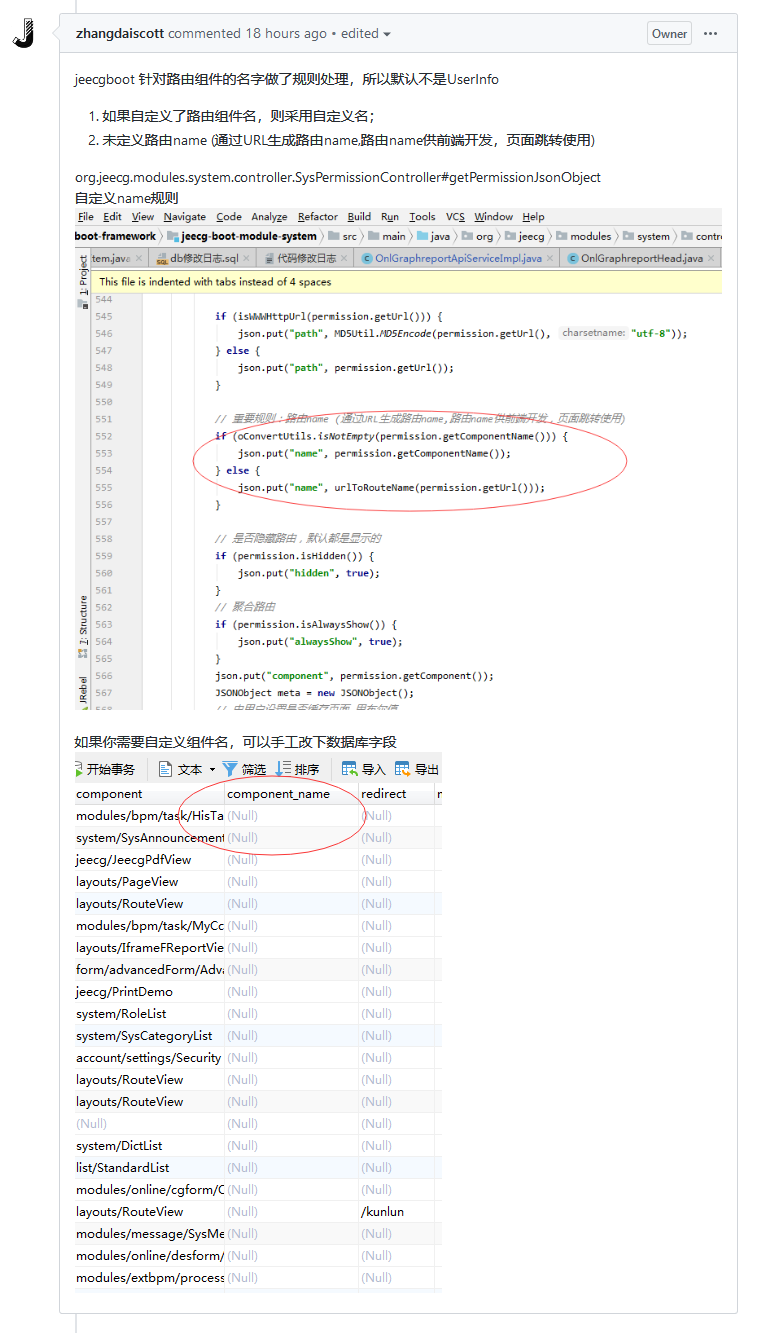 zhangdaiscott commented 18 hours ago • edited
Owner
jeecgboot 针对路由组件的名字做了规则处理，所以默认不是UserInfo
1. 如果自定义了路由组件名，则采用自定义名；
2. 未定义路由name (通过URL生成路由name,路由name供前端开发，页面跳转使用)
org.jeecg.modules.system.controller.SysPermissionController#getPermissionJsonObject
自定义name规则
File Edit View Navigate Code Analyze Refactor Build Run Tools VCS Window Help
boot-framework jeecg-boot-module-system src main java org jeecg modules system contro
tem.java db修改日志.sql 代码修改日志 OnlGraphreportApiServiceImpl.java OnlGraphreportHead.java
1: Project
This file is indented with tabs instead of 4 spaces
544
545 if (isWWWHttpUrl(permission.getUrl())) {
546 json.put("path", MD5Util.MD5Encode(permission.getUrl(), charsetname: "utf-8"));
547 } else {
548 json.put("path", permission.getUrl());
549 }
550
551 // 重要规则：路由name (通过URL生成路由name,路由name供前端开发，页面跳转使用)
552 if (oConvertUtils.isNotEmpty(permission.getComponentName())) {
553 json.put("name", permission.getComponentName());
554 } else {
555 json.put("name", urlToRouteName(permission.getUrl()));
556 }
557
558 // 是否隐藏路由，默认都是显示的
559 if (permission.isHidden()) {
560 json.put("hidden", true);
561 }
562 // 聚合路由
563 if (permission.isAlwaysShow()) {
564 json.put("alwaysShow", true);
565 }
566 json.put("component", permission.getComponent());
567 JSONObject meta = new JSONObject();
568 // 由用户设置是否缓存页面 用布尔值
7: Structure
JRebel
如果你需要自定义组件名，可以手工改下数据库字段
开始事务 文本 筛选 排序 导入 导出
component component_name redirect
modules/bpm/task/HisTa (Null) (Null)
system/SysAnnouncement (Null) (Null)
jeecg/JeecgPdfView (Null) (Null)
layouts/PageView (Null) (Null)
layouts/RouteView (Null) (Null)
modules/bpm/task/MyCc (Null) (Null)
layouts/IframeFReportVie (Null) (Null)
form/advancedForm/Adva (Null) (Null)
jeecg/PrintDemo (Null) (Null)
system/RoleList (Null) (Null)
system/SysCategoryList (Null) (Null)
account/settings/Security (Null) (Null)
layouts/RouteView (Null) (Null)
layouts/RouteView (Null) (Null)
(Null) (Null) (Null)
system/DictList (Null) (Null)
list/StandardList (Null) (Null)
modules/online/cgform/C (Null) (Null)
layouts/RouteView (Null) /kunlun
modules/message/SysMe (Null) (Null)
modules/online/desform/ (Null) (Null)
modules/extbpm/process (Null) (Null)